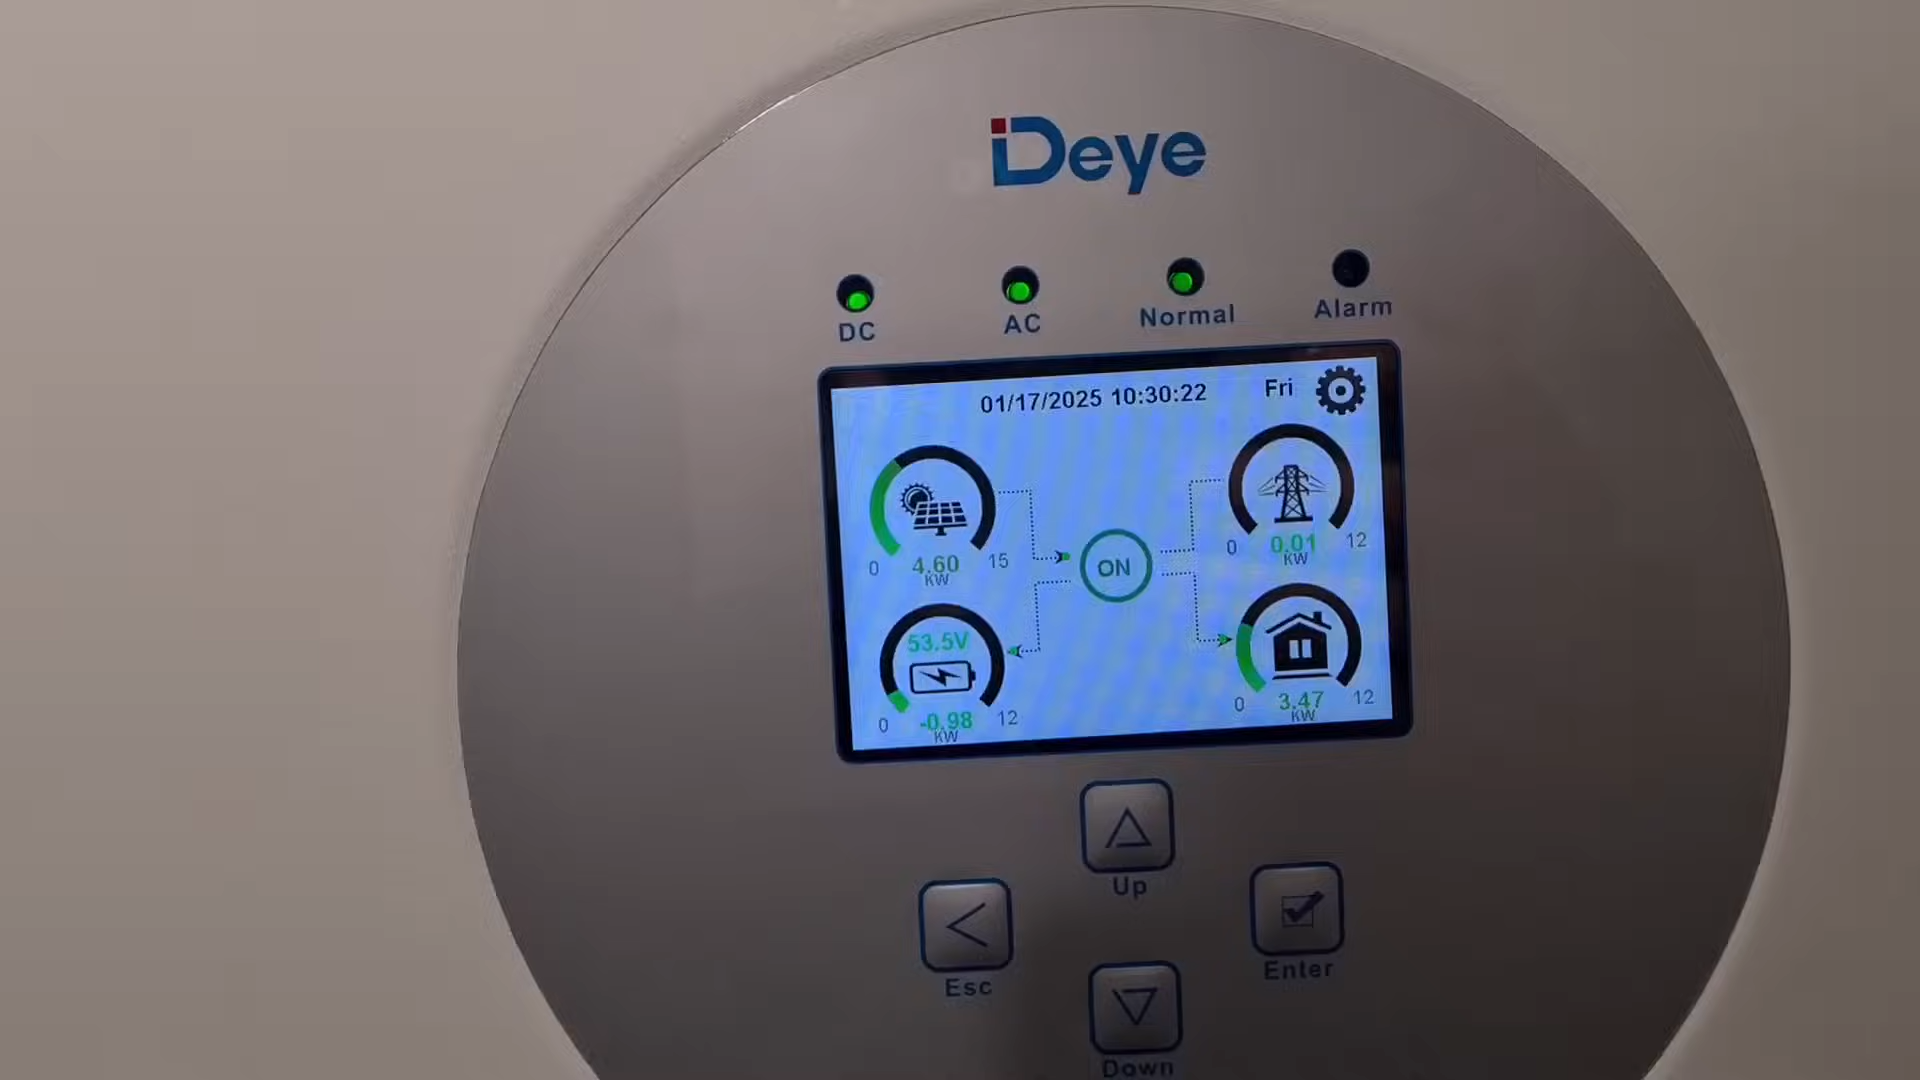 Deye
DC AC Normal Alarm
01/17/2025 10:30:22 Fri
0 4.60 15
KW
0 0.01 12
KW
ON
53.5V
0 -0.98 12
KW
0 3.47 12
KW
Up
Esc
Enter
Down